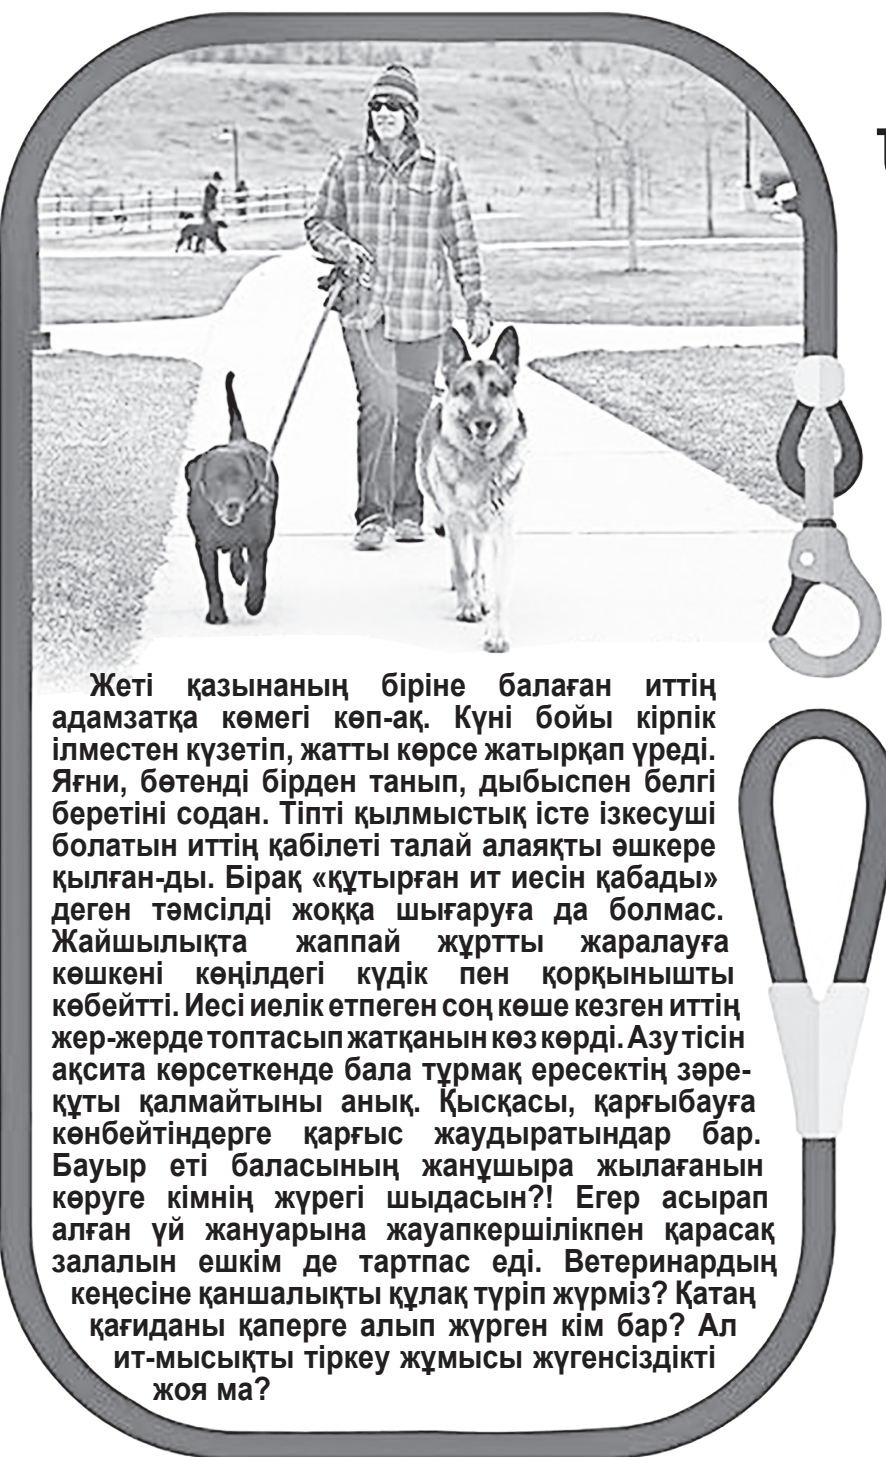 Жеті қазынаның біріне балаған иттің
адамзатқа көмегі көп-ақ. Күні бойы кірпік
ілместен күзетіп, жатты көрсе жатырқап үреді.
Яғни, бөтенді бірден танып, дыбыспен белгі
беретіні содан. Тіпті қылмыстық істе ізкесуші
болатын иттің қабілеті талай алаяқты әшкере
қылған-ды. Бірақ «құтырған ит иесін қабады»
деген тәмсілді жоққа шығаруға да болмас.
Жайшылықта жаппай жұртты жаралауға
көшкені көңілдегі күдік пен қорқынышты
көбейтті. Иесі иелік етпеген соң көше кезген иттің
жер-жерде топтасып жатқанын көз көрді. Азу тісін
ақсита көрсеткенде бала тұрмақ ересектің зәре-
құты қалмайтыны анық. Қысқасы, қарғыбауға
көнбейтіндерге қарғыс жаудыратындар бар.
Бауыр еті баласының жанұшыра жылағанын
көруге кімнің жүрегі шыдасын?! Егер асырап
алған үй жануарына жауапкершілікпен қарасақ
залалын ешкім де тартпас еді. Ветеринардың
кеңесіне қаншалықты құлақ түріп жүрміз? Қатаң
қағиданы қаперге алып жүрген кім бар? Ал
ит-мысықты тіркеу жұмысы жүгенсіздікті
жоя ма?